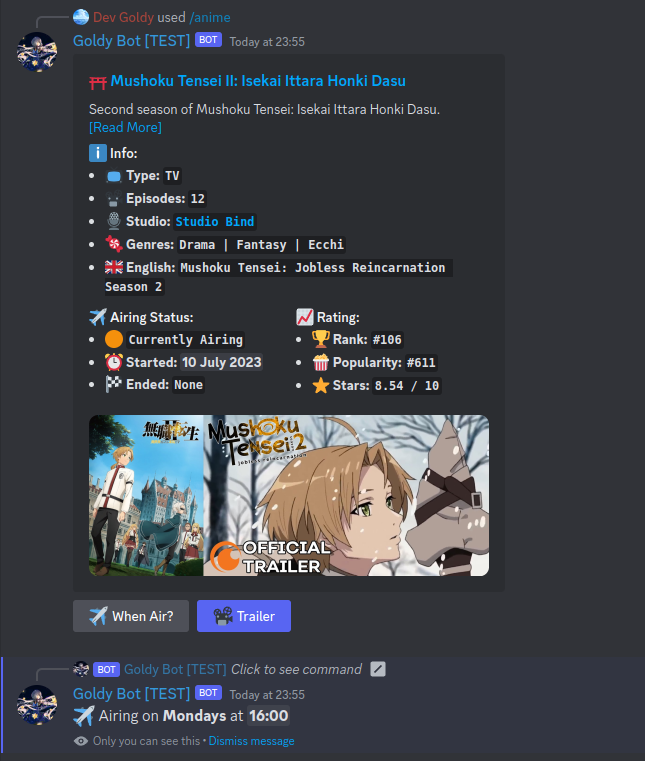 Dev Goldy used /anime
Goldy Bot [TEST] BOT Today at 23:55
Mushoku Tensei II: Isekai Ittara Honki Dasu
Second season of Mushoku Tensei: Isekai Ittara Honki Dasu.
[Read More]
Info:
Type: TV
Episodes: 12
Studio: Studio Bind
Genres: Drama | Fantasy | Ecchi
English: Mushoku Tensei: Jobless Reincarnation
Season 2
Airing Status:
Currently Airing
Started: 10 July 2023
Ended: None
Rating:
Rank: #106
Popularity: #611
Stars: 8.54 / 10
Mushoku
Tensei 2
jobless reincarnation
OFFICIAL
TRAILER
When Air?
Trailer
BOT Goldy Bot [TEST] Click to see command
Goldy Bot [TEST] BOT Today at 23:55
Airing on Mondays at 16:00
Only you can see this • Dismiss message